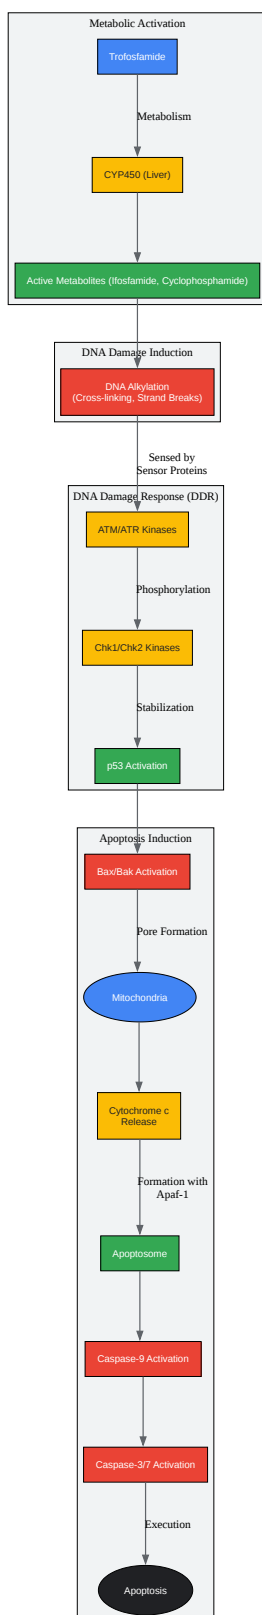 Metabolic Activation
Trofosfamide
Metabolism
CYP450 (Liver)
Active Metabolites (Ifosfamide, Cyclophosphamide)
DNA Damage Induction
DNA Alkylation
(Cross-linking, Strand Breaks)
Sensed by
Sensor Proteins
DNA Damage Response (DDR)
ATM/ATR Kinases
Phosphorylation
Chk1/Chk2 Kinases
Stabilization
p53 Activation
Apoptosis Induction
Bax/Bak Activation
Pore Formation
Mitochondria
Cytochrome c
Release
Formation with
Apaf-1
Apoptosome
Caspase-9 Activation
Caspase-3/7 Activation
Execution
Apoptosis